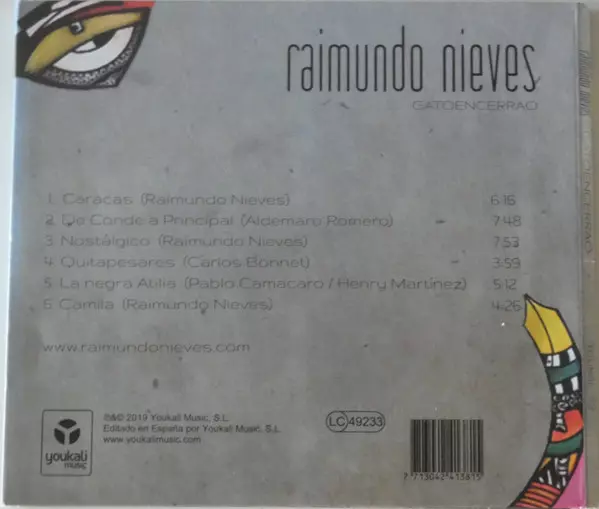 raimundo nieves
GATOENCERRAO
1. Caracas (Raimundo Nieves) 6:16
2. De Conde a Principal (Aldemaro Romero) 7:48
3. Nostálgico (Raimundo Nieves) 7:53
4. Quitapesares (Carlos Bonnet) 3:59
5. La negra Atilia (Pablo Camacaro / Henry Martínez) 5:12
6. Camila (Raimundo Nieves) 4:26
www.raimundonieves.com
youkali
music
℗&© 2019 Youkali Music, S.L.
Editado en España por Youkali Music, S.L.
www.youkalimusic.com
LC 49233